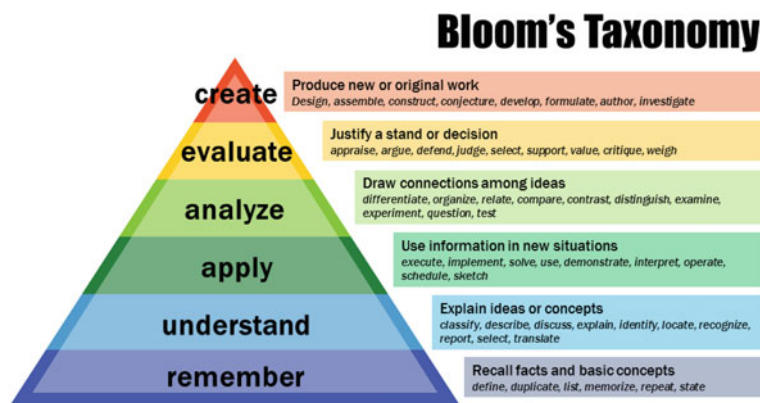 Bloom's Taxonomy
create
Produce new or original work
Design, assemble, construct, conjecture, develop, formulate, author, investigate
evaluate
Justify a stand or decision
appraise, argue, defend, judge, select, support, value, critique, weigh
analyze
Draw connections among ideas
differentiate, organize, relate, compare, contrast, distinguish, examine,
experiment, question, test
apply
Use information in new situations
execute, implement, solve, use, demonstrate, interpret, operate,
schedule, sketch
understand
Explain ideas or concepts
classify, describe, discuss, explain, identify, locate, recognize,
report, select, translate
remember
Recall facts and basic concepts
define, duplicate, list, memorize, repeat, state